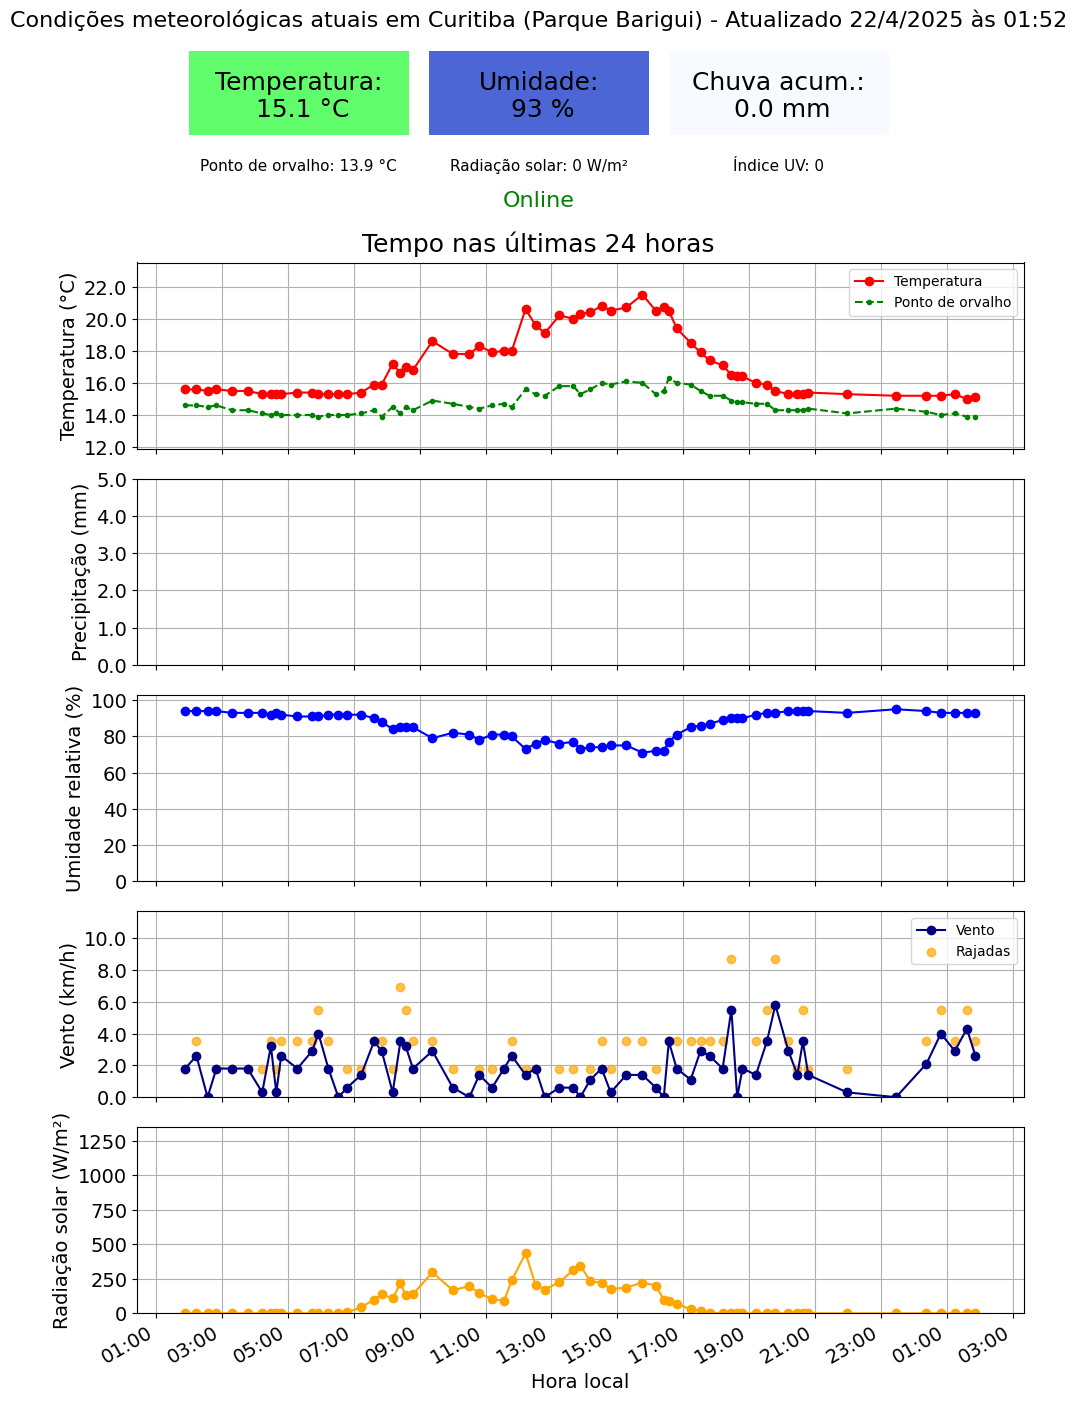 Condições meteorológicas atuais em Curitiba (Parque Barigui) - Atualizado 22/4/2025 às 01:52
Temperatura:
15.1 °C
Umidade:
93 %
Chuva acum.:
0.0 mm
Ponto de orvalho: 13.9 °C
Radiação solar: 0 W/m²
Índice UV: 0
Online
Tempo nas últimas 24 horas
Temperatura (°C)
22.0
20.0
18.0
16.0
14.0
12.0
Temperatura
Ponto de orvalho
Precipitação (mm)
5.0
4.0
3.0
2.0
1.0
0.0
Umidade relativa (%)
100
80
60
40
20
0
Vento (km/h)
10.0
8.0
6.0
4.0
2.0
0.0
Vento
Rajadas
Radiação solar (W/m²)
1250
1000
750
500
250
0
01:00
03:00
05:00
07:00
09:00
11:00
13:00
15:00
17:00
19:00
21:00
23:00
01:00
03:00
Hora local